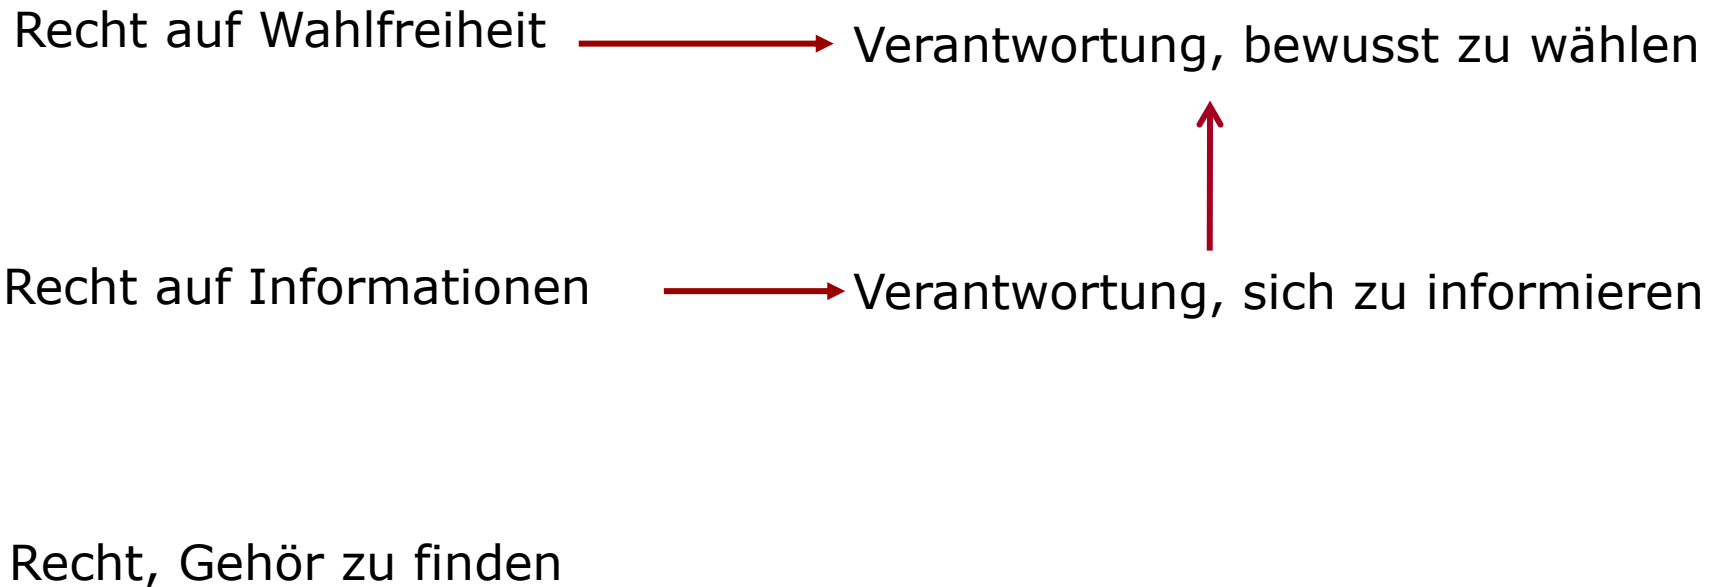 Recht auf Wahlfreiheit
Verantwortung, bewusst zu wählen
Recht auf Informationen
Verantwortung, sich zu informieren
Recht, Gehör zu finden